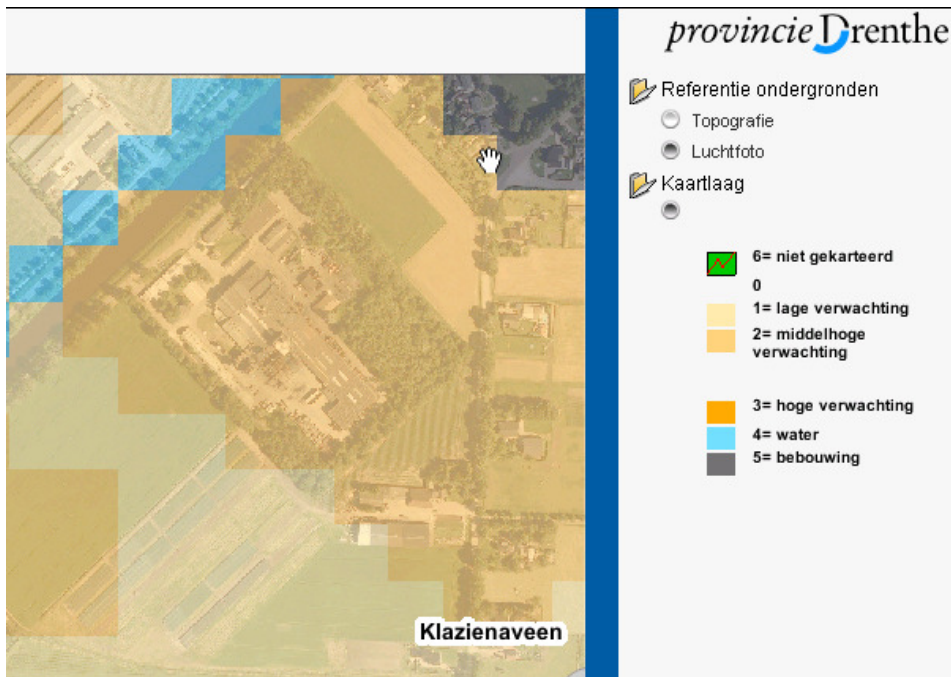 provincie Drenthe
Referentie ondergronden
Topografie
Luchtfoto
Kaartlaag
6= niet gekarteerd
0
1= lage verwachting
2= middelhoge
verwachting
3= hoge verwachting
4= water
5= bebouwing
Klazienaveen